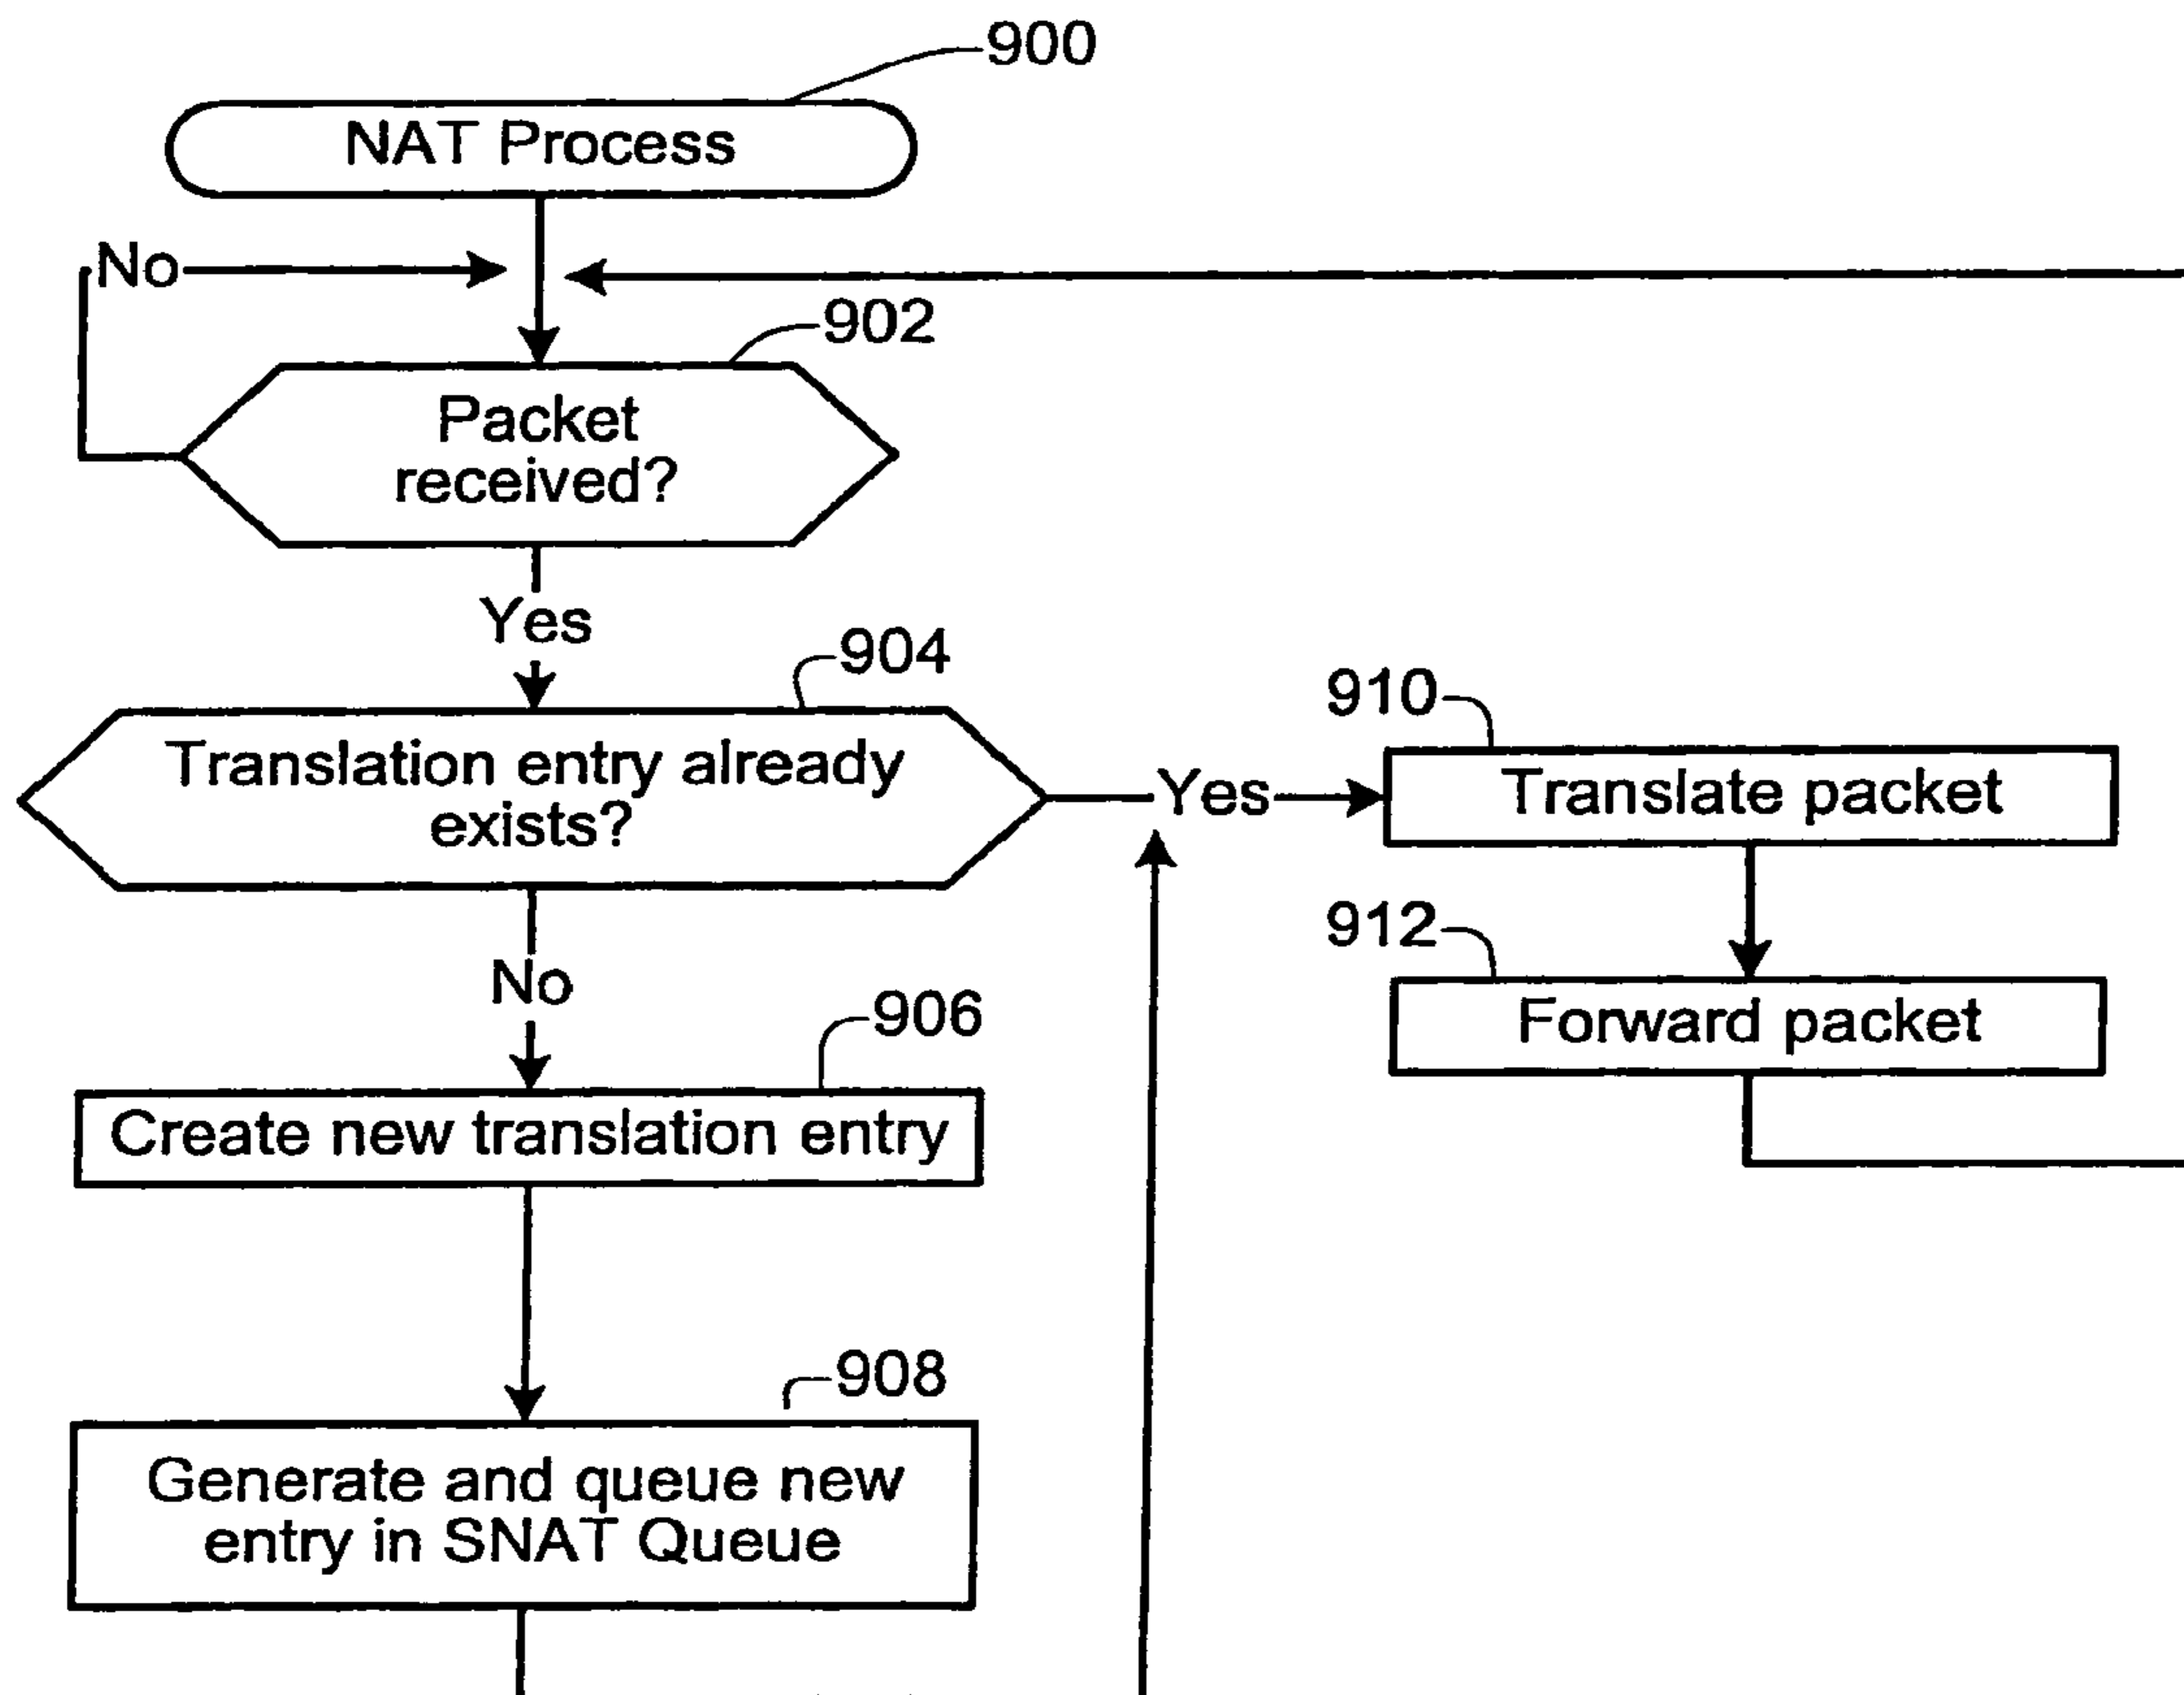 900
NAT Process
No
902
Packet
received?
Yes
904
Translation entry already
exists?
Yes
910
Translate packet
912
Forward packet
No
906
Create new translation entry
908
Generate and queue new
entry in SNAT Queue